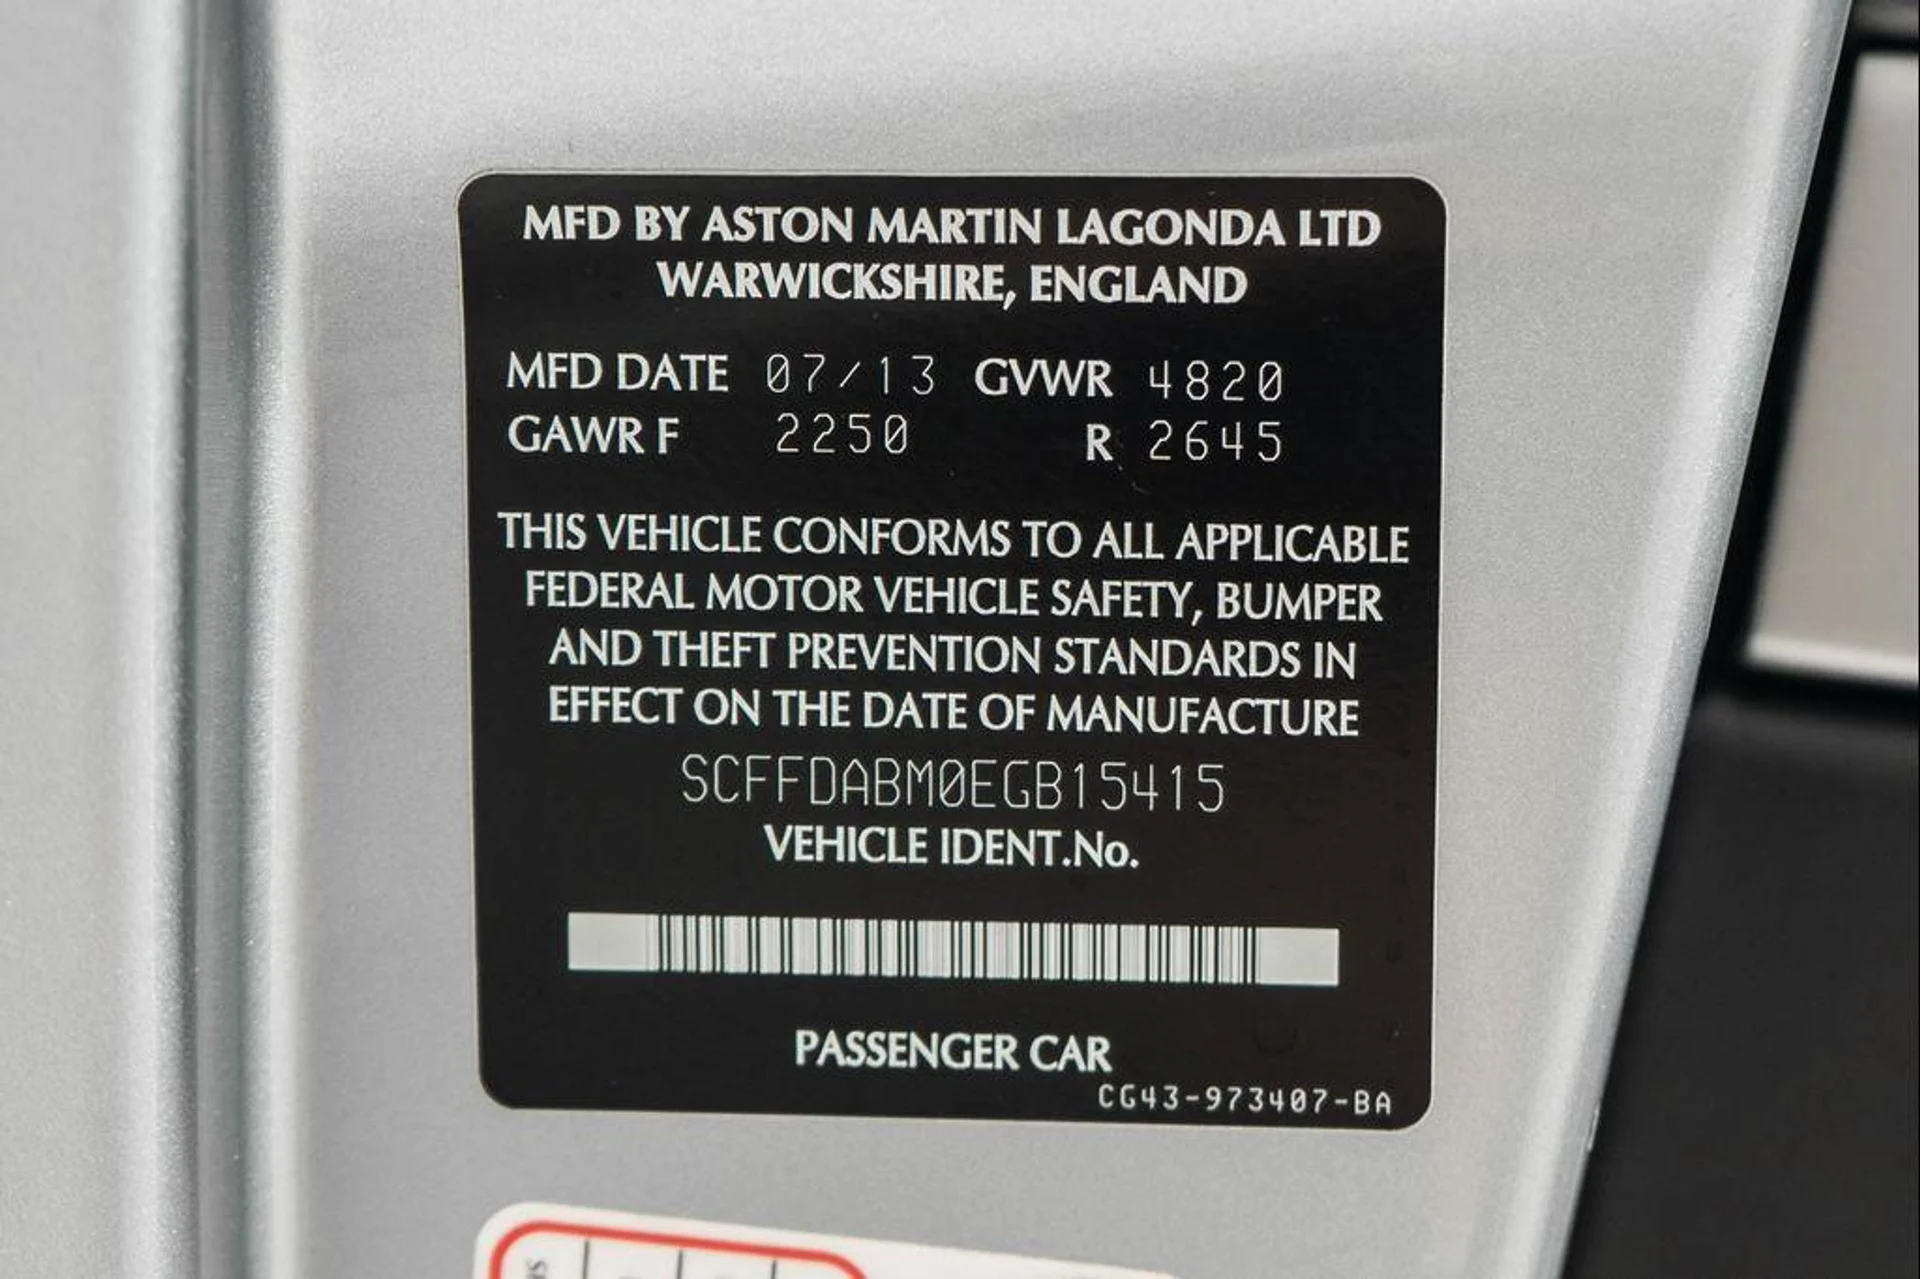 MFD BY ASTON MARTIN LAGONDA LTD
WARWICKSHIRE, ENGLAND
MFD DATE 07/13 GVWR 4820
GAWR F 2250 R 2645
THIS VEHICLE CONFORMS TO ALL APPLICABLE
FEDERAL MOTOR VEHICLE SAFETY, BUMPER
AND THEFT PREVENTION STANDARDS IN
EFFECT ON THE DATE OF MANUFACTURE
SCFFDABM0EGB15415
VEHICLE IDENT.No.
PASSENGER CAR
CG43-973407-BA